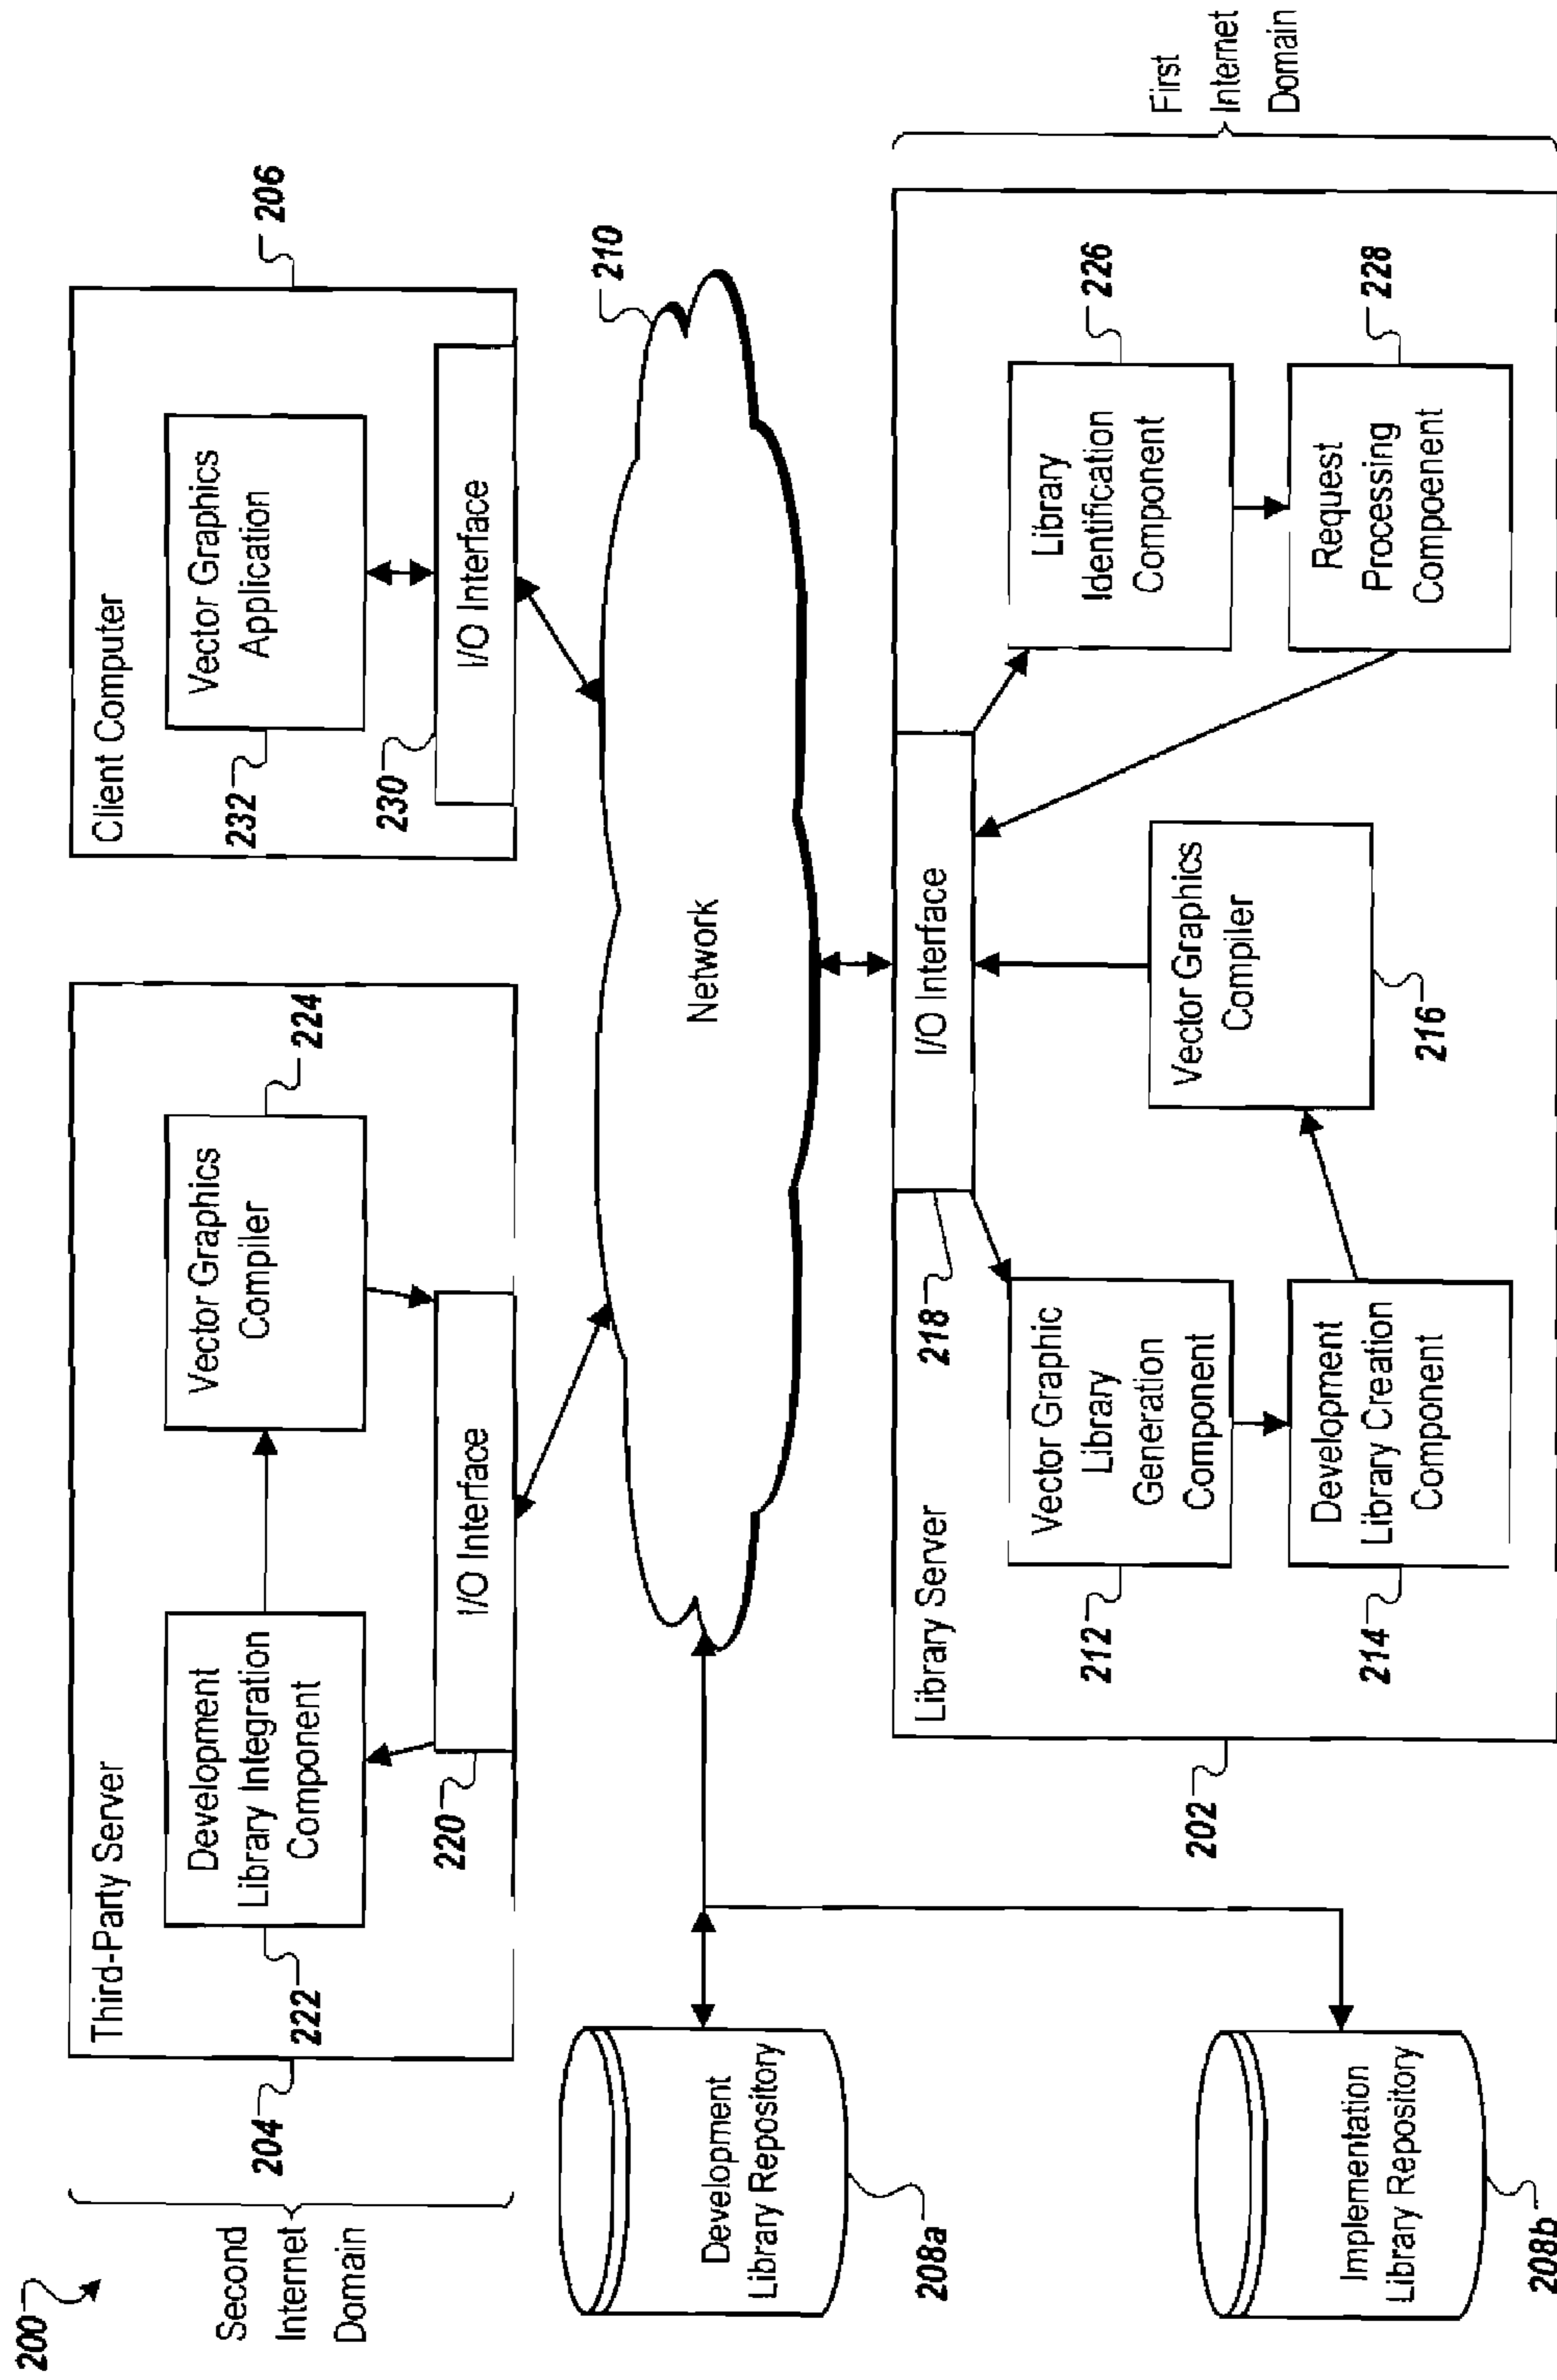 200
Second
Internet
Domain
204
Third-Party Server
222
Development
Library Integration
Component
Vector Graphics
Compiler
224
220
I/O Interface
Client Computer
206
232
Vector Graphics
Application
230
I/O Interface
Network
210
Development
Library Repository
208a
Implementation
Library Repository
208b
202
Library Server
218
I/O Interface
212
Vector Graphic
Library
Generation
Component
214
Development
Library Creation
Component
Vector Graphics
Compiler
216
Library
Identification
Component
226
Request
Processing
Compoenent
228
First
Internet
Domain